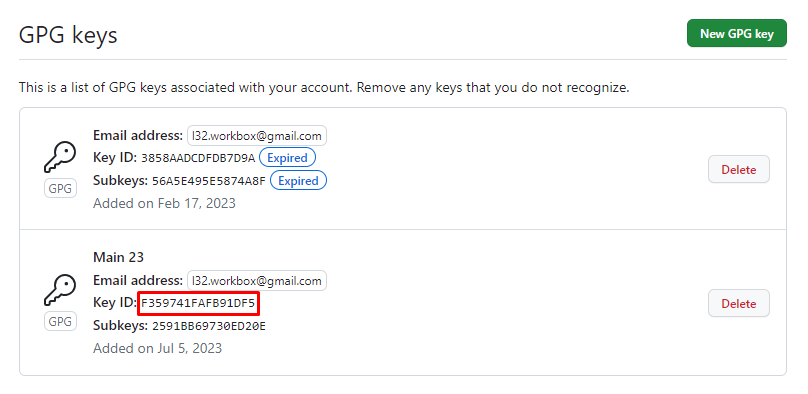 GPG keys
New GPG key
This is a list of GPG keys associated with your account. Remove any keys that you do not recognize.
Email address: l32.workbox@gmail.com
Key ID: 3858AADCDFDB7D9A Expired
GPG
Subkeys: 56A5E495E5874A8F Expired
Delete
Added on Feb 17, 2023
Main 23
Email address: l32.workbox@gmail.com
Key ID: F359741FAFB91DF5
GPG
Subkeys: 2591BB69730ED20E
Delete
Added on Jul 5, 2023